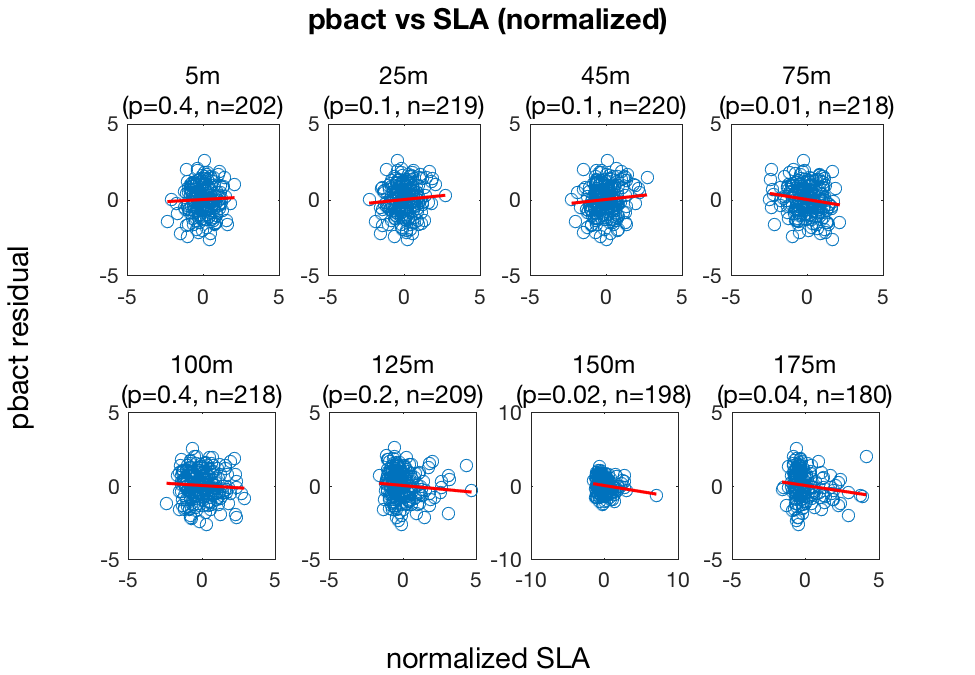 pbact vs SLA (normalized)
5m
(p=0.4, n=202)
5
0
-5
-5 0 5
25m
(p=0.1, n=219)
5
0
-5
-5 0 5
45m
(p=0.1, n=220)
5
0
-5
-5 0 5
75m
(p=0.01, n=218)
5
0
-5
-5 0 5
pbact residual
100m
(p=0.4, n=218)
5
0
-5
-5 0 5
125m
(p=0.2, n=209)
5
0
-5
-5 0 5
150m
(p=0.02, n=198)
10
0
-10
-10 0 10
175m
(p=0.04, n=180)
5
0
-5
-5 0 5
normalized SLA